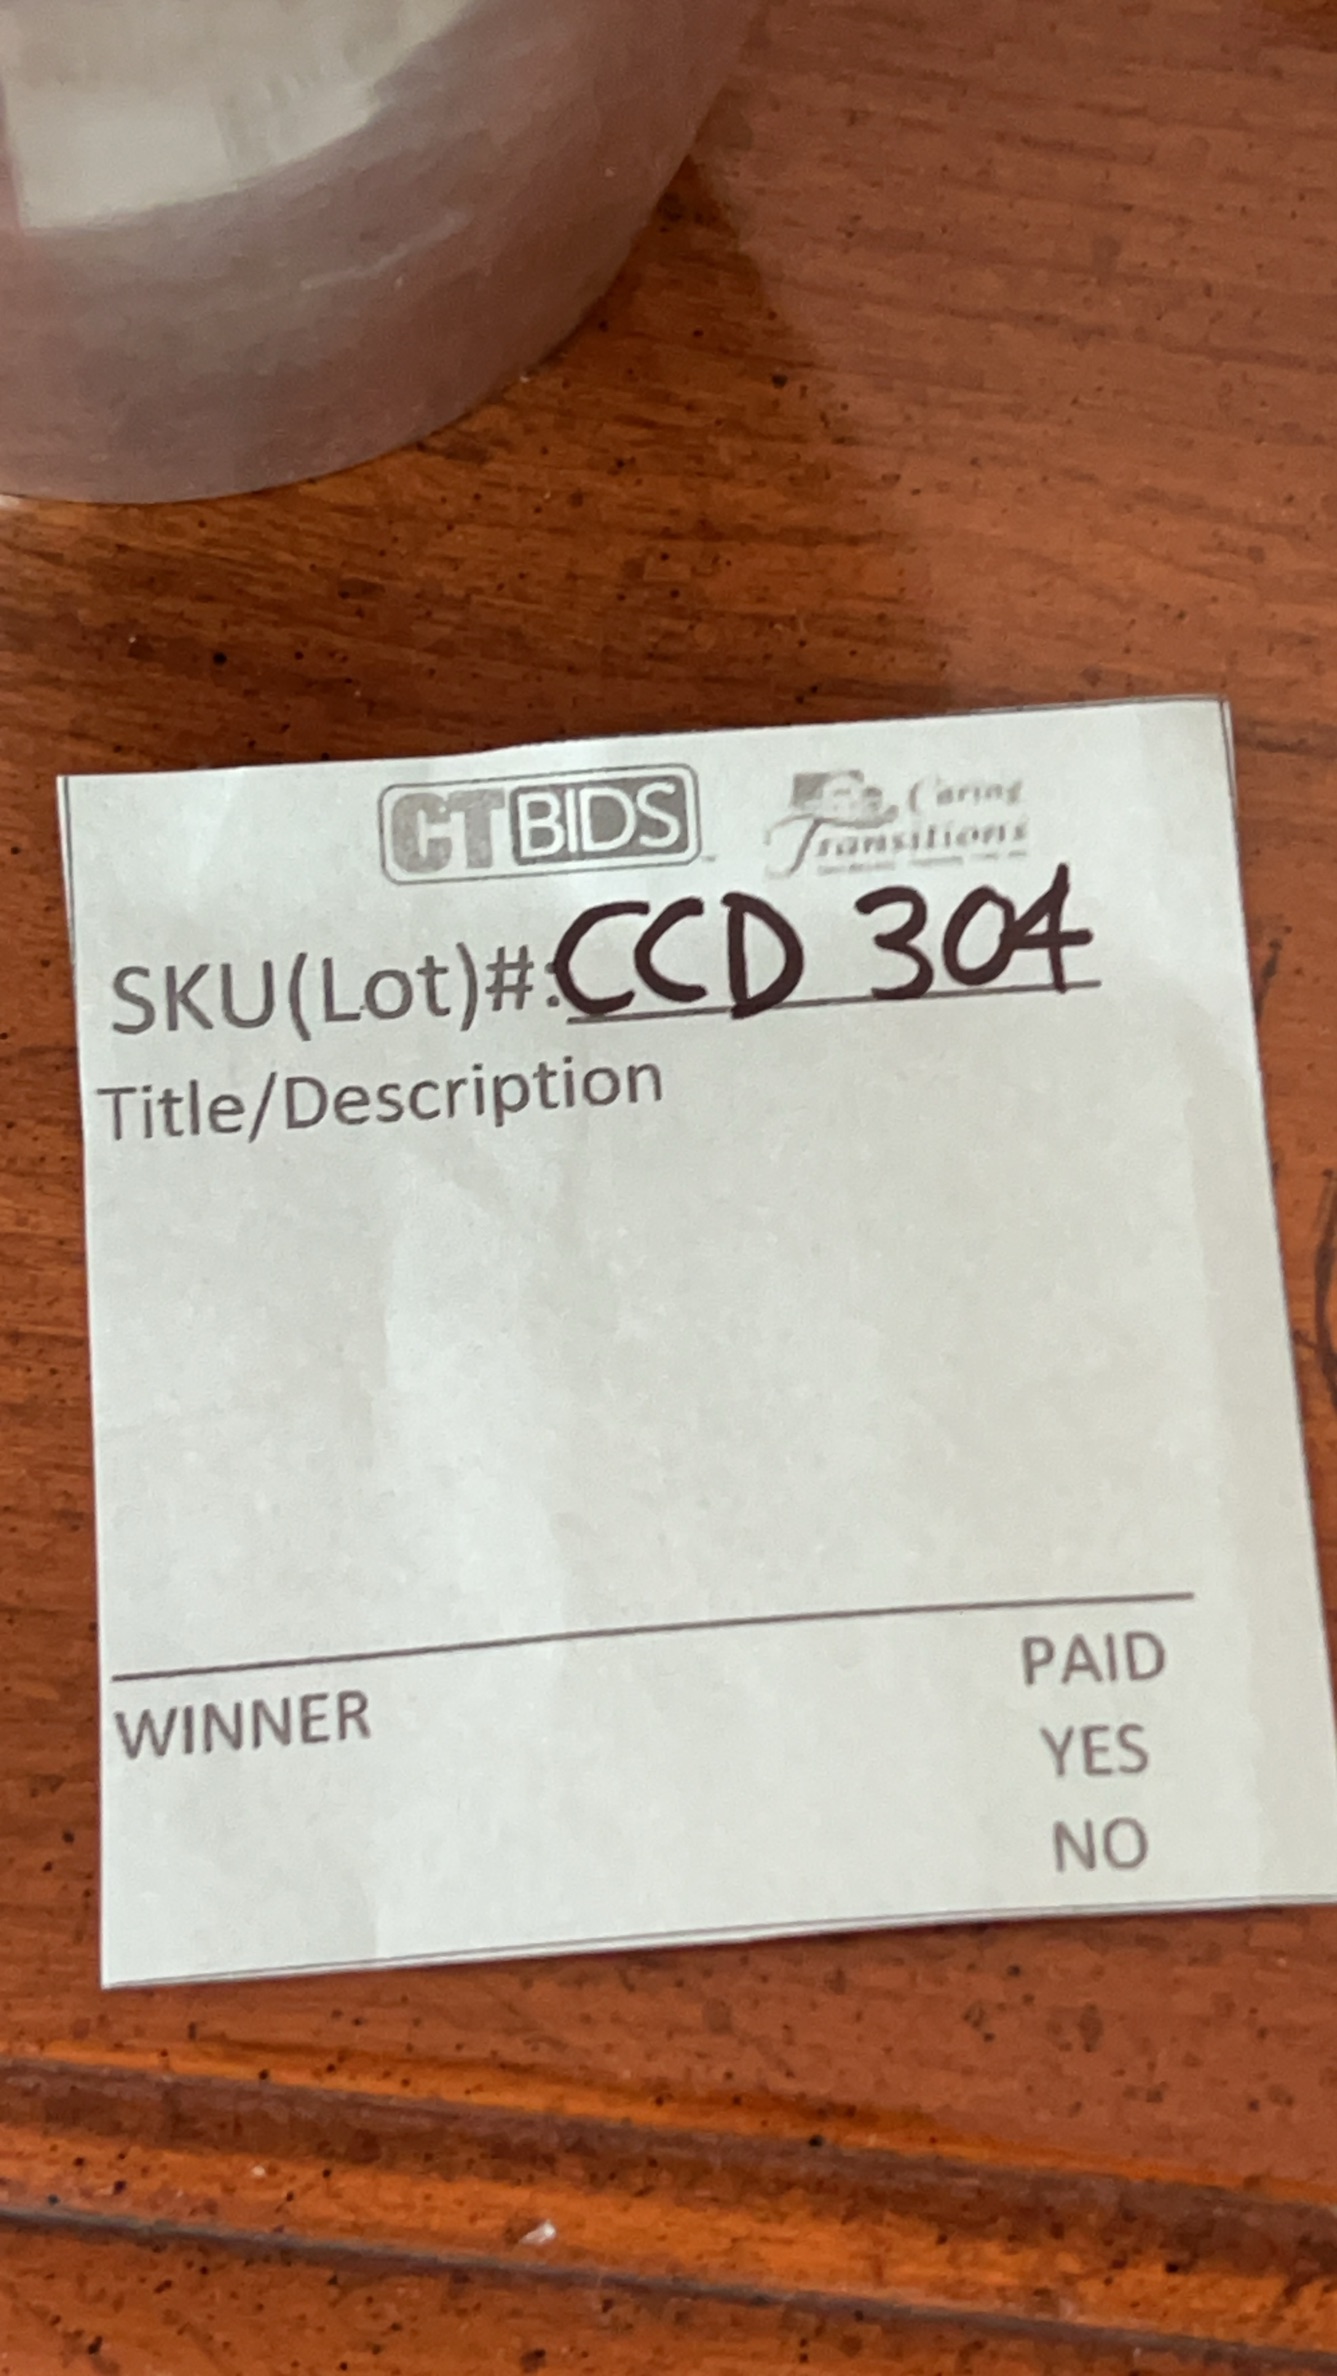 CTBIDS Caring
Transitions
SKU(Lot)#: CCD 304
Title/Description
WINNER PAID
YES
NO